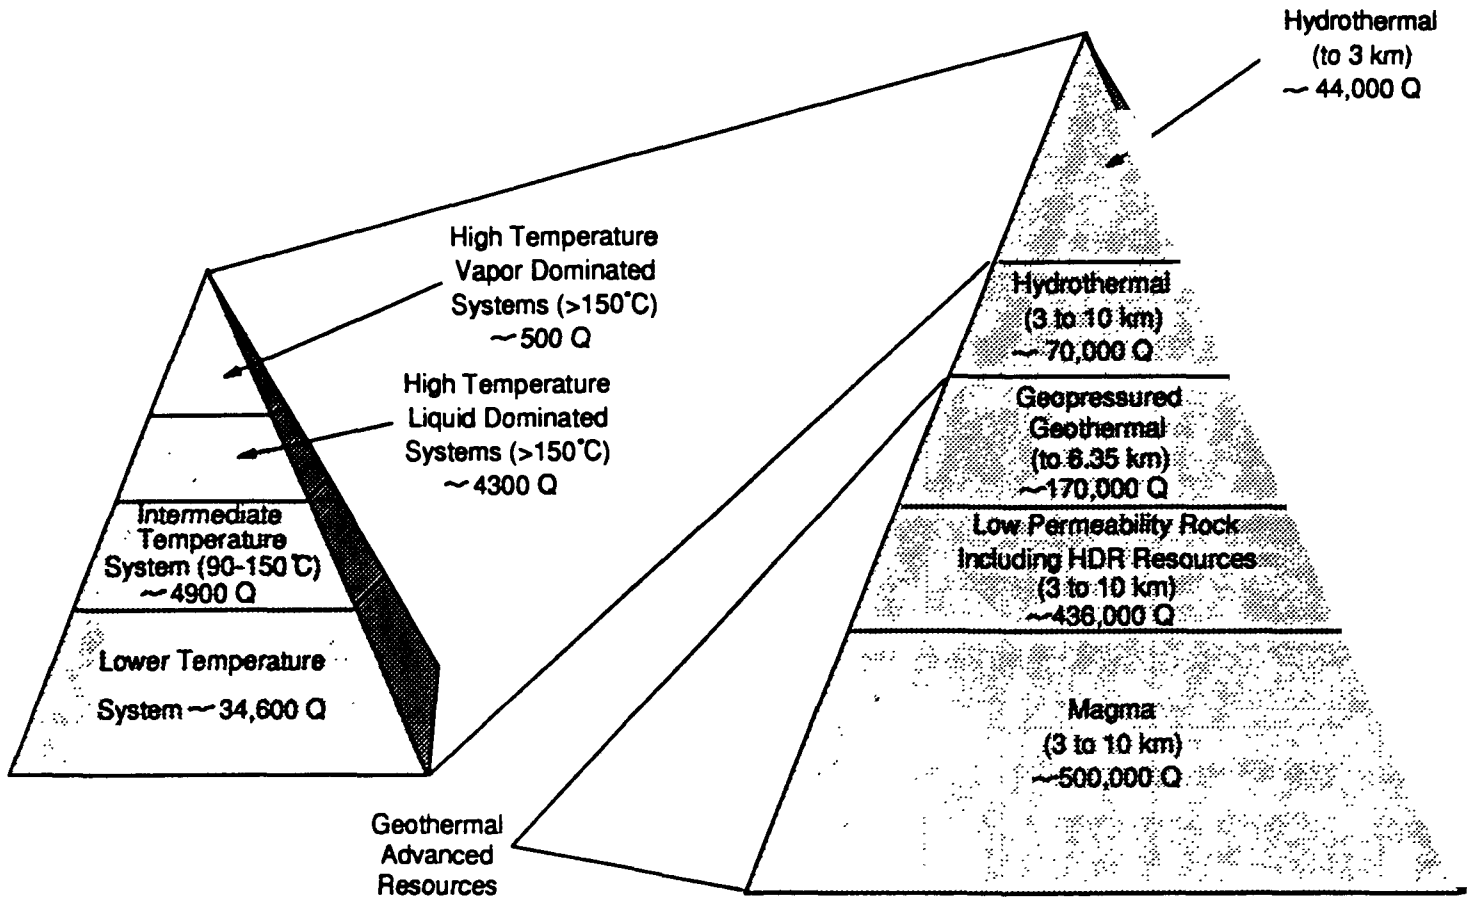 Hydrothermal
(to 3 km)
~ 44,000 Q
High Temperature
Vapor Dominated
Systems (>150°C)
~500 Q
High Temperature
Liquid Dominated
Systems (>150°C)
~4300 Q
Intermediate
Temperature
System (90-150°C)
~4900 Q
Lower Temperature
System ~34,600 Q
Hydrothermal
(3 to 10 km)
~ 70,000 Q
Geopressured
Geothermal
(to 6.35 km)
~170,000 Q
Low Permeability Rock
Including HDR Resources
(3 to 10 km)
~436,000 Q
Magma
(3 to 10 km)
~500,000 Q
Geothermal
Advanced
Resources